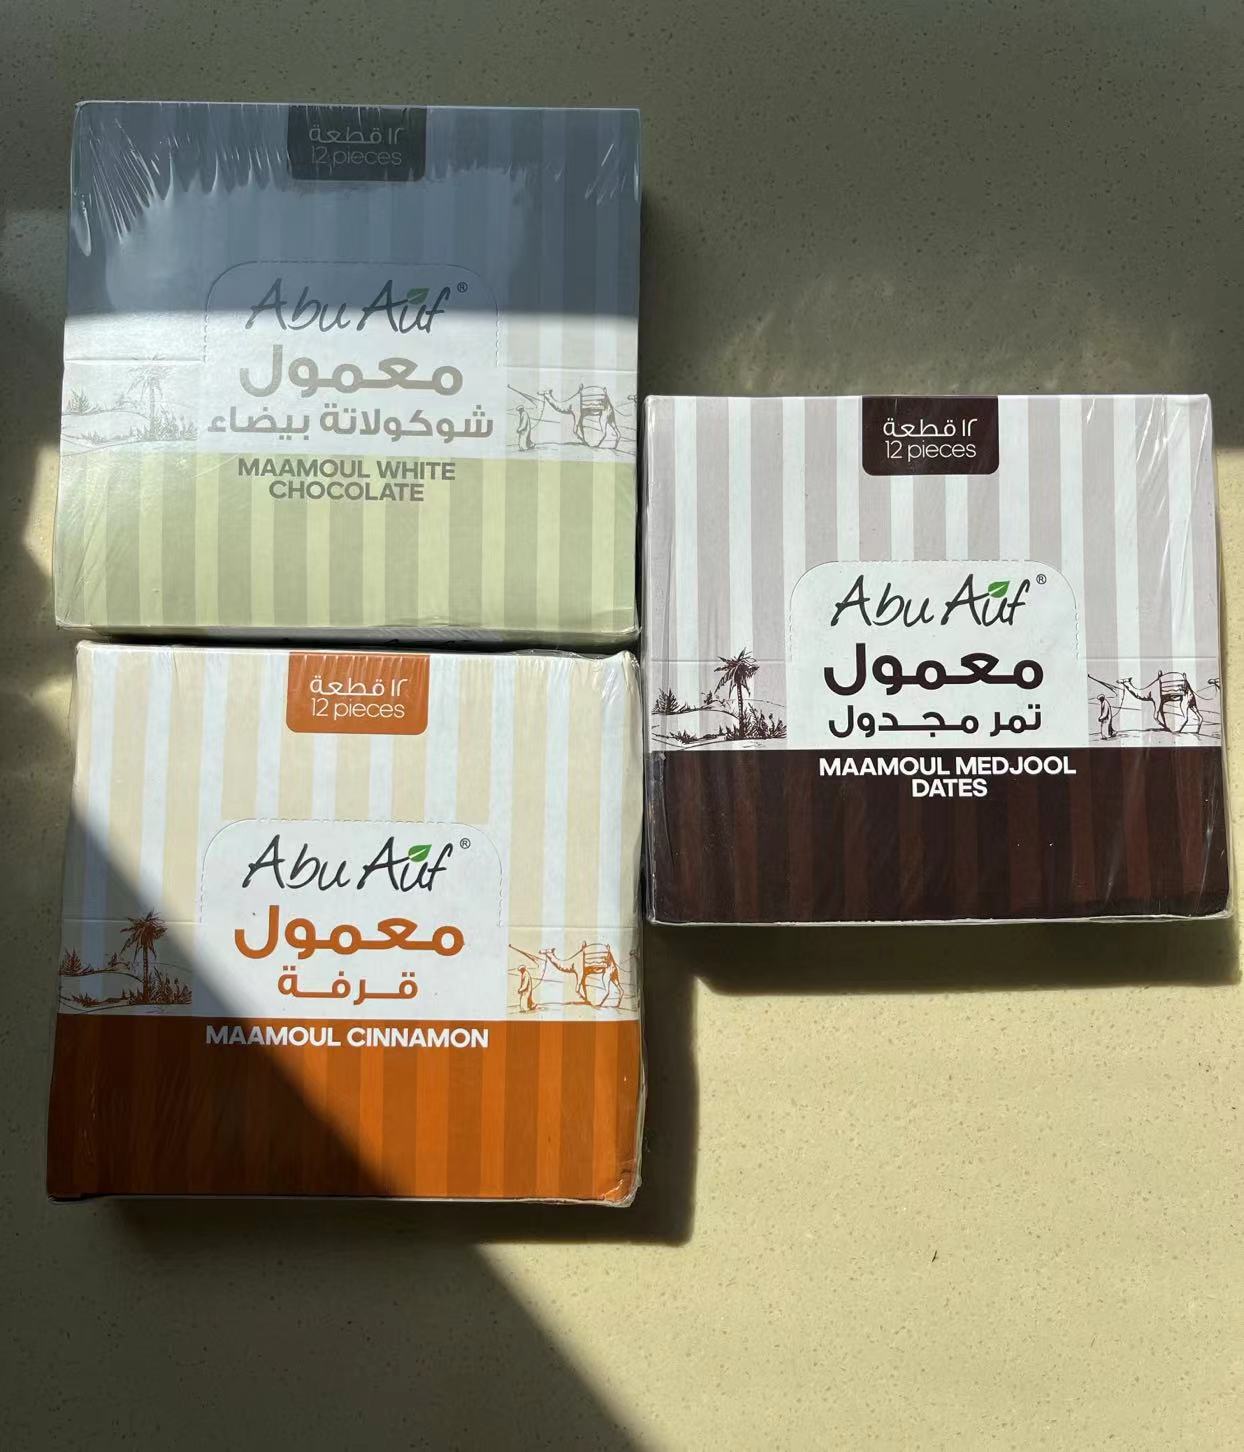 ١٢ قطعة
12 pieces
Abu Auf®
معمول
شوكولاتة بيضاء
MAAMOUL WHITE
CHOCOLATE
١٢ قطعة
12 pieces
Abu Auf®
معمول
تمر مجدول
MAAMOUL MEDJOOL
DATES
١٢ قطعة
12 pieces
Abu Auf®
معمول
قرفة
MAAMOUL CINNAMON